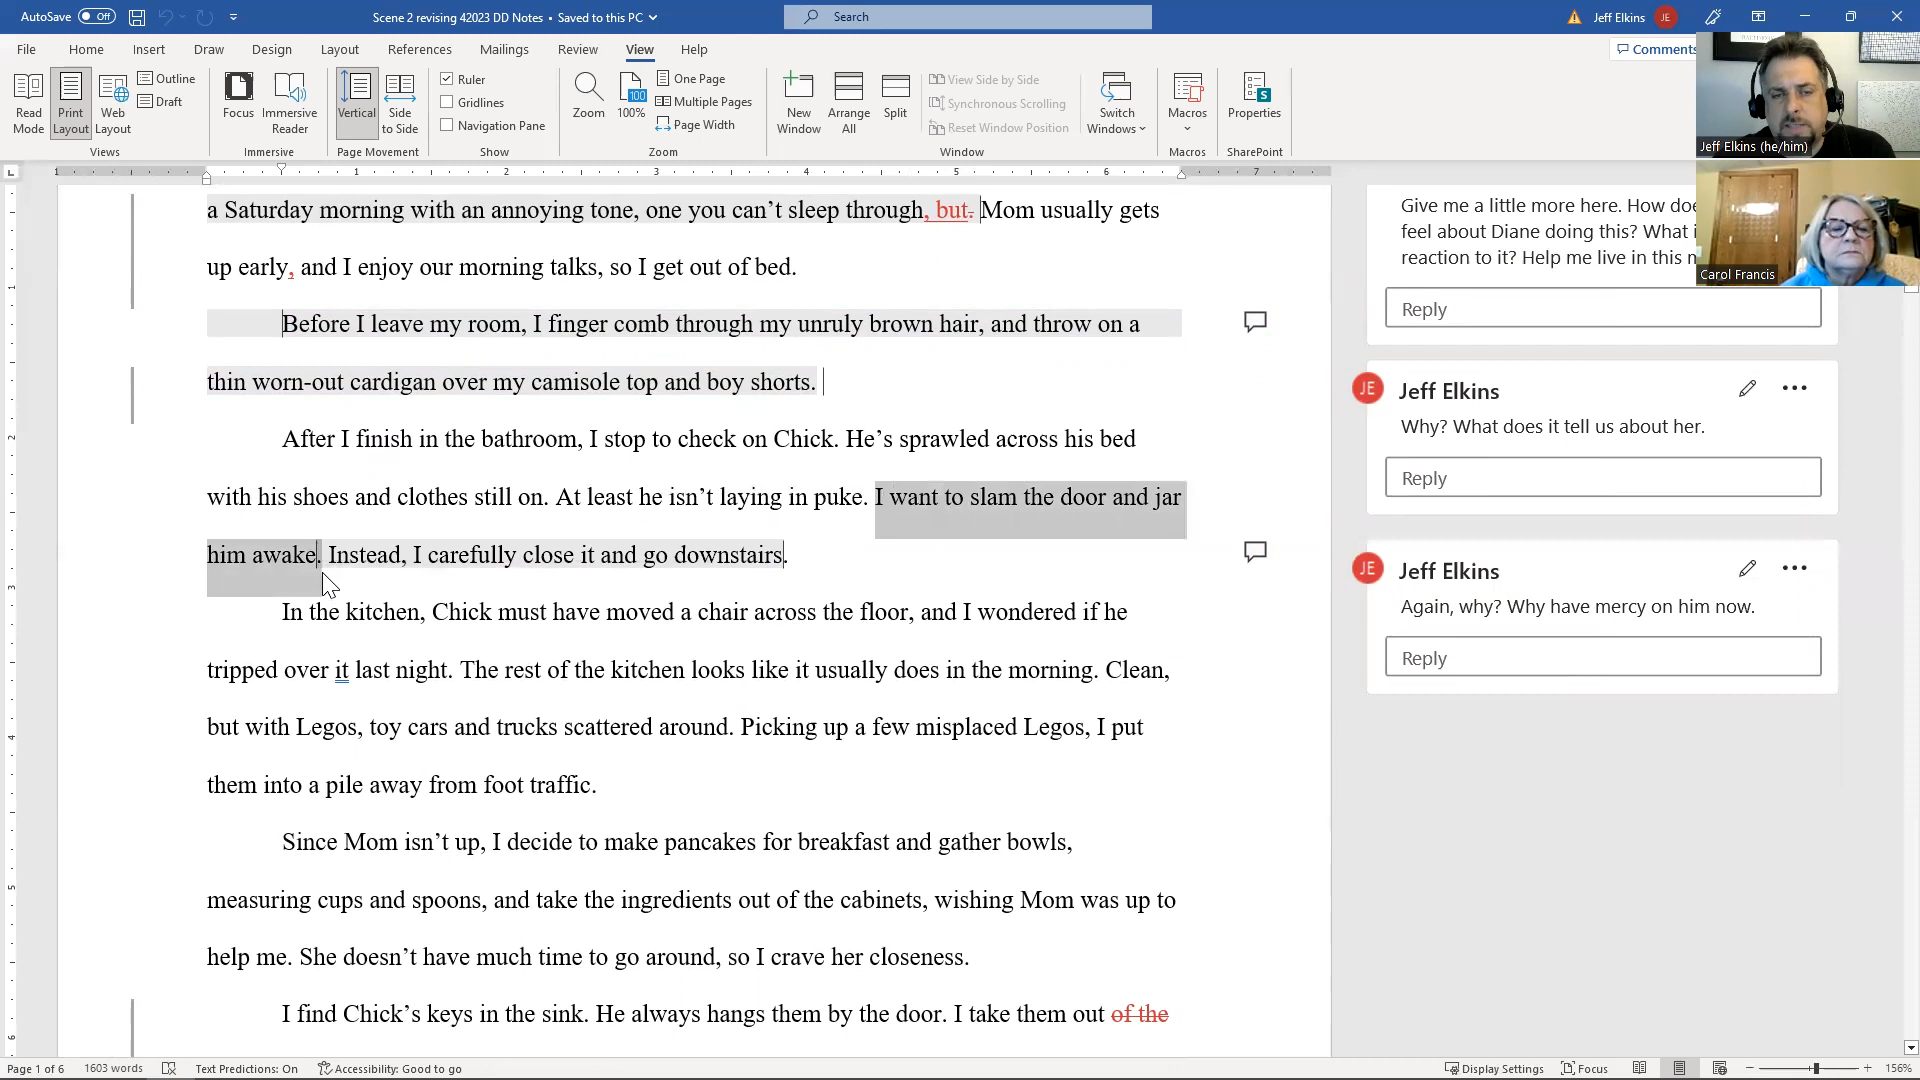 AutoSave Off Scene 2 revising 42023 DD Notes • Saved to this PC Search Jeff Elkins JE
File Home Insert Draw Design Layout References Mailings Review View Help Comments
Read Mode
Print Layout
Web Layout
Outline
Draft
Views
Focus
Immersive Reader
Immersive
Vertical
Side to Side
Page Movement
Ruler
Gridlines
Navigation Pane
Show
Zoom
100
100%
One Page
Multiple Pages
Page Width
Zoom
New Window
Arrange All
Split
View Side by Side
Synchronous Scrolling
Reset Window Position
Switch Windows
Window
Macros
Macros
Properties
SharePoint
Jeff Elkins (he/him)
Carol Francis
1 1 2 3 4 5 6 7
a Saturday morning with an annoying tone, one you can’t sleep through, but. Mom usually gets
up early, and I enjoy our morning talks, so I get out of bed.
Before I leave my room, I finger comb through my unruly brown hair, and throw on a
thin worn-out cardigan over my camisole top and boy shorts.
After I finish in the bathroom, I stop to check on Chick. He’s sprawled across his bed
with his shoes and clothes still on. At least he isn’t laying in puke. I want to slam the door and jar
him awake. Instead, I carefully close it and go downstairs.
In the kitchen, Chick must have moved a chair across the floor, and I wondered if he
tripped over it last night. The rest of the kitchen looks like it usually does in the morning. Clean,
but with Legos, toy cars and trucks scattered around. Picking up a few misplaced Legos, I put
them into a pile away from foot traffic.
Since Mom isn’t up, I decide to make pancakes for breakfast and gather bowls,
measuring cups and spoons, and take the ingredients out of the cabinets, wishing Mom was up to
help me. She doesn’t have much time to go around, so I crave her closeness.
I find Chick’s keys in the sink. He always hangs them by the door. I take them out of the
Give me a little more here. How doe
feel about Diane doing this? What i
reaction to it? Help me live in this m
Reply
JE Jeff Elkins
Why? What does it tell us about her.
Reply
JE Jeff Elkins
Again, why? Why have mercy on him now.
Reply
Page 1 of 6 1603 words Text Predictions: On Accessibility: Good to go Display Settings Focus 156%